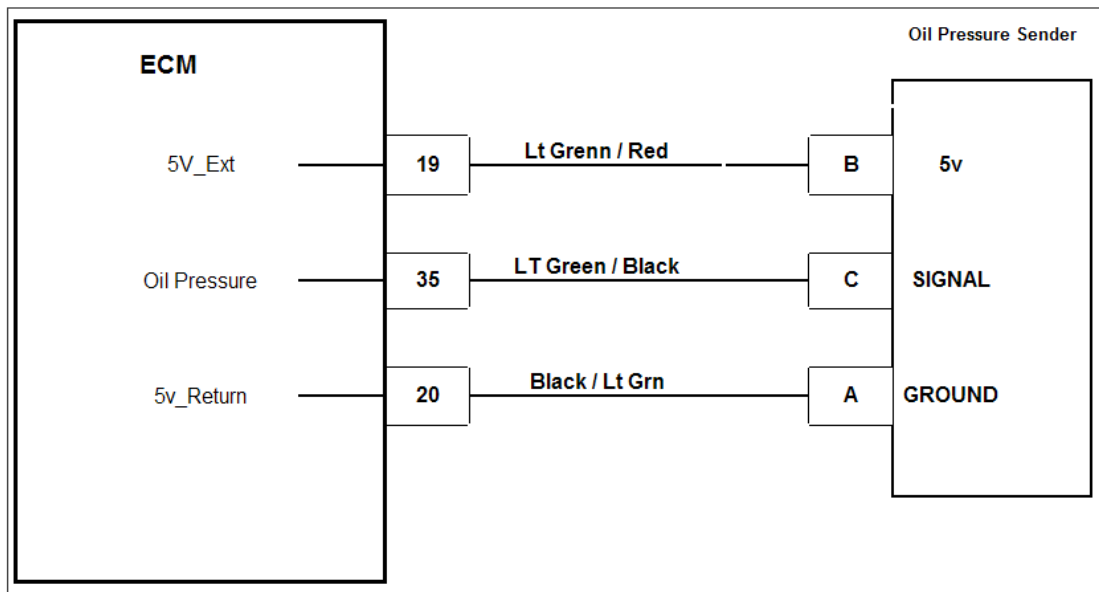 Oil Pressure Sender
ECM
5V_Ext
19
Lt Grenn / Red
B
5v
Oil Pressure
35
LT Green / Black
C
SIGNAL
5v_Return
20
Black / Lt Grn
A
GROUND